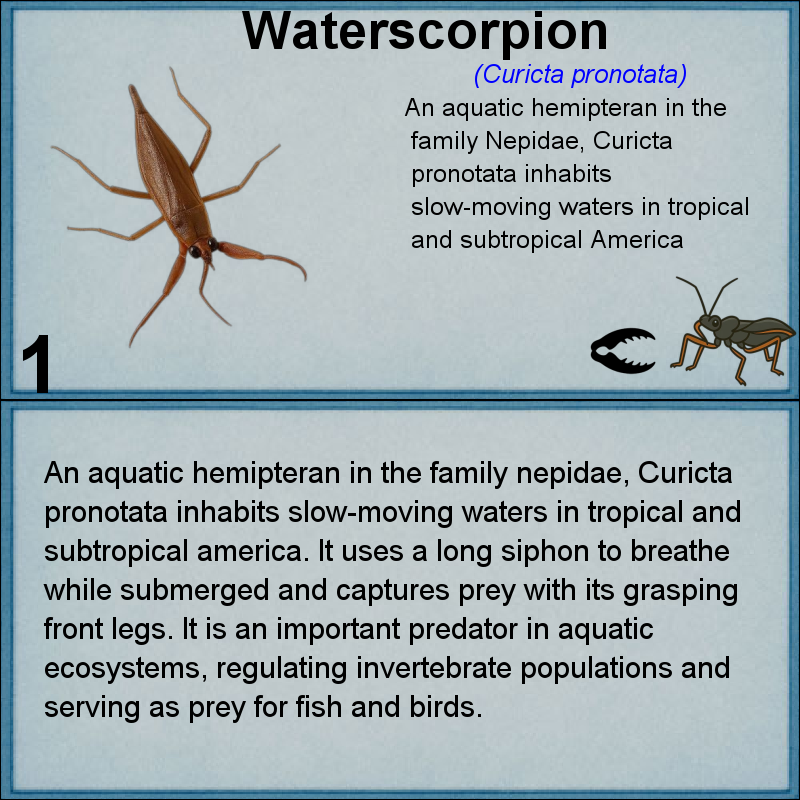 Waterscorpion
(Curicta pronotata)
An aquatic hemipteran in the
family Nepidae, Curicta
pronotata inhabits
slow-moving waters in tropical
and subtropical America
1
An aquatic hemipteran in the family nepidae, Curicta
pronotata inhabits slow-moving waters in tropical and
subtropical america. It uses a long siphon to breathe
while submerged and captures prey with its grasping
front legs. It is an important predator in aquatic
ecosystems, regulating invertebrate populations and
serving as prey for fish and birds.